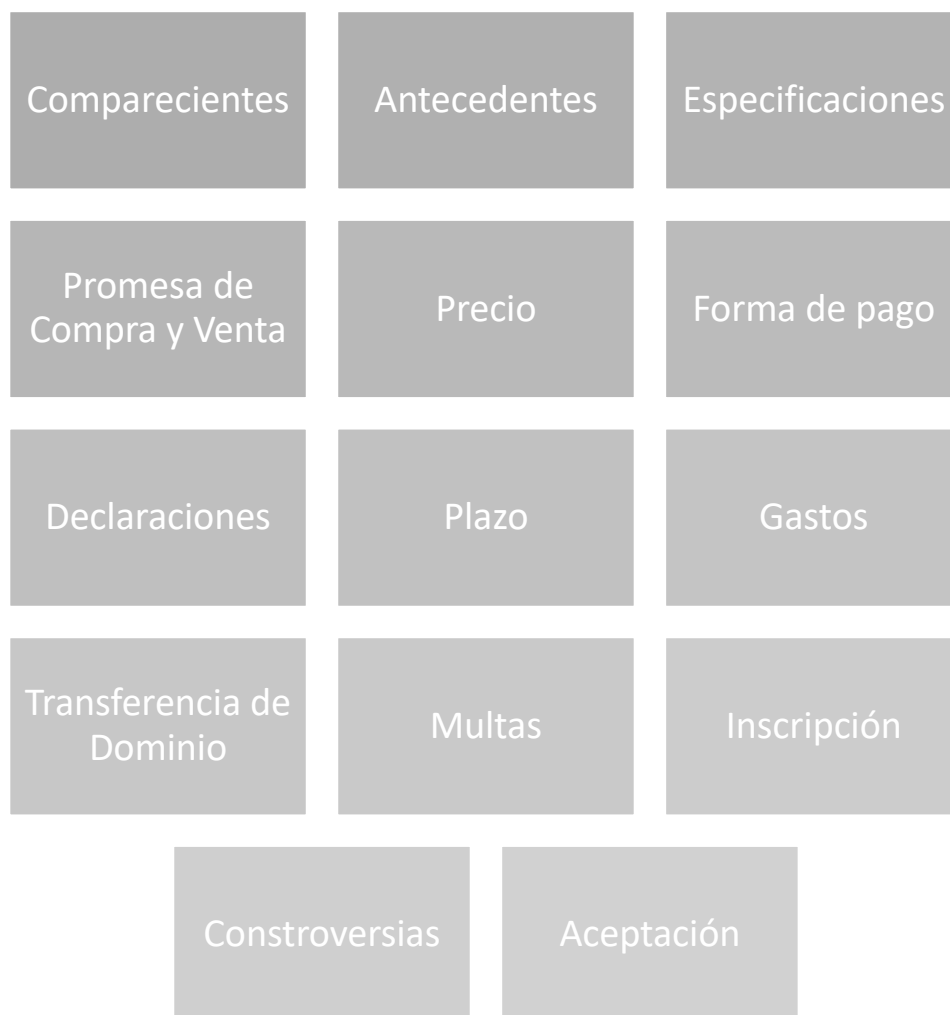 Comparecientes
Antecedentes
Especificaciones
Promesa de
Compra y Venta
Precio
Forma de pago
Declaraciones
Plazo
Gastos
Transferencia de
Dominio
Multas
Inscripción
Constroversias
Aceptación